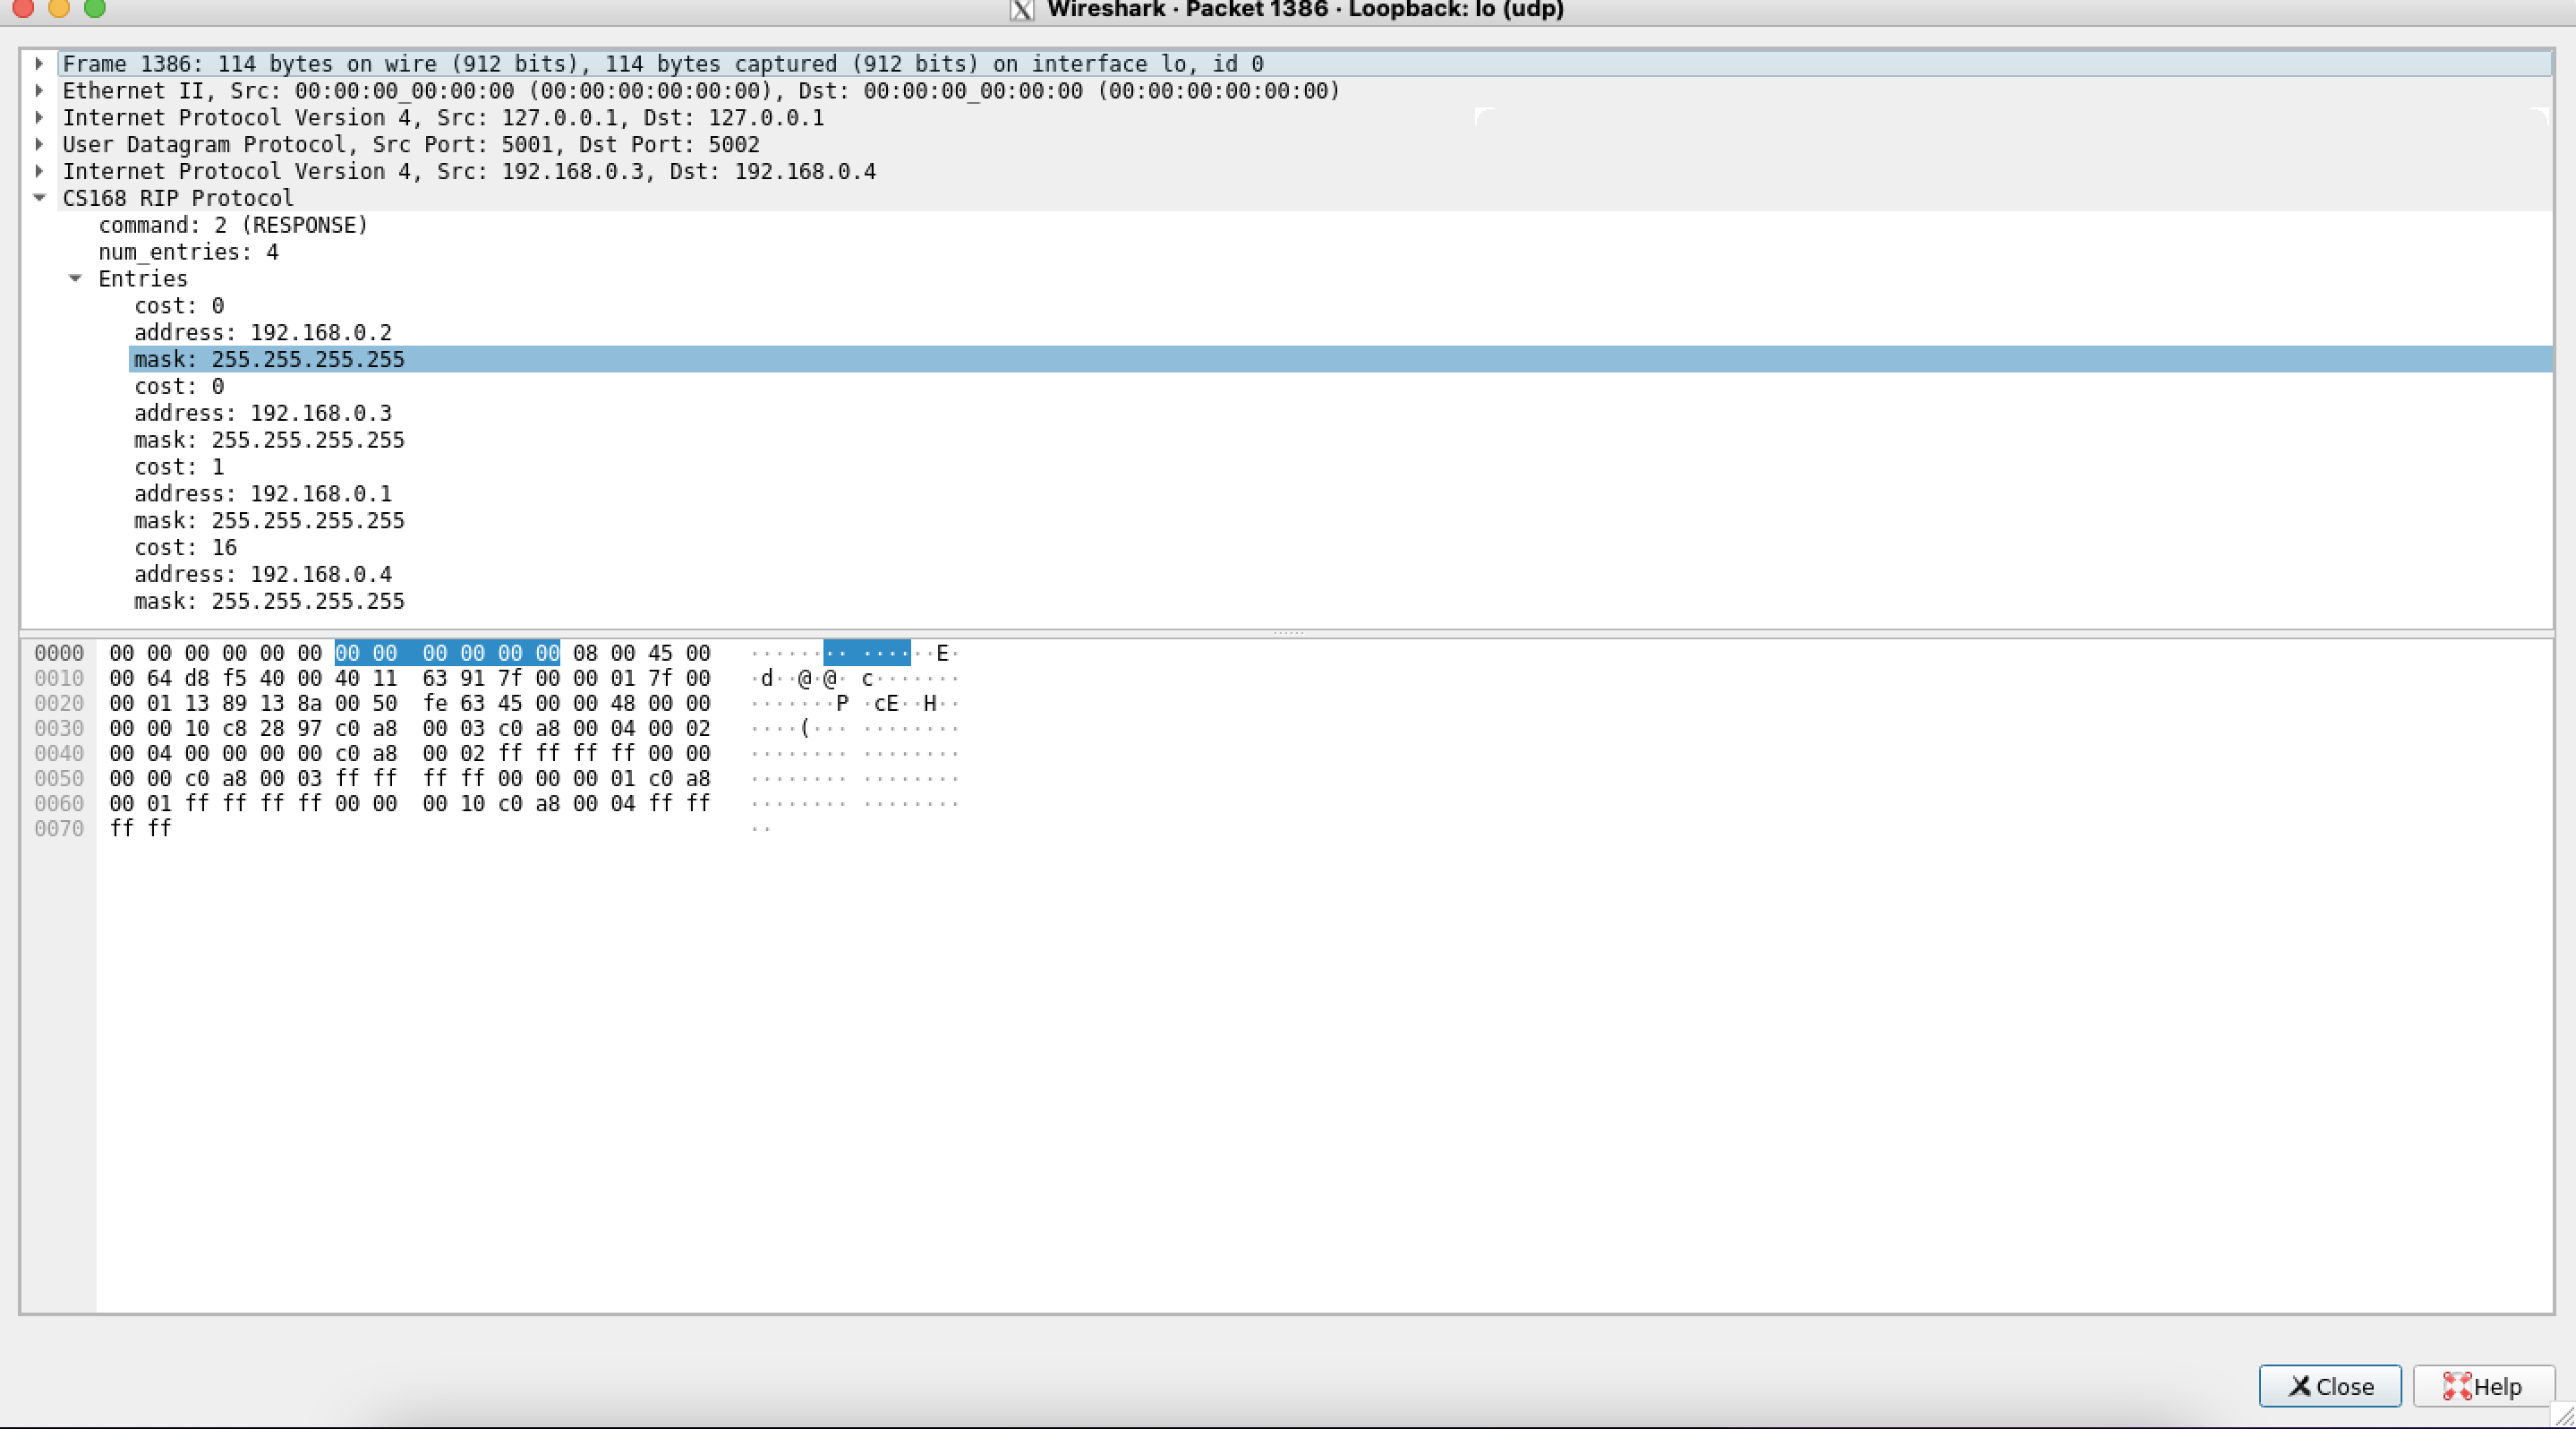 Wireshark · Packet 1386 · Loopback: lo (udp)
Frame 1386: 114 bytes on wire (912 bits), 114 bytes captured (912 bits) on interface lo, id 0
Ethernet II, Src: 00:00:00_00:00:00 (00:00:00:00:00:00), Dst: 00:00:00_00:00:00 (00:00:00:00:00:00)
Internet Protocol Version 4, Src: 127.0.0.1, Dst: 127.0.0.1
User Datagram Protocol, Src Port: 5001, Dst Port: 5002
Internet Protocol Version 4, Src: 192.168.0.3, Dst: 192.168.0.4
CS168 RIP Protocol
command: 2 (RESPONSE)
num_entries: 4
Entries
cost: 0
address: 192.168.0.2
mask: 255.255.255.255
cost: 0
address: 192.168.0.3
mask: 255.255.255.255
cost: 1
address: 192.168.0.1
mask: 255.255.255.255
cost: 16
address: 192.168.0.4
mask: 255.255.255.255
0000 00 00 00 00 00 00 00 00 00 00 00 00 08 00 45 00 ········ ······E·
0010 00 64 d8 f5 40 00 40 11 63 91 7f 00 00 01 7f 00 ·d··@·@· c·······
0020 00 01 13 89 13 8a 00 50 fe 63 45 00 00 48 00 00 ·······P ·cE··H··
0030 00 00 10 c8 28 97 c0 a8 00 03 c0 a8 00 04 00 02 ····(··· ········
0040 00 04 00 00 00 00 c0 a8 00 02 ff ff ff ff 00 00 ········ ········
0050 00 00 c0 a8 00 03 ff ff ff ff 00 00 00 01 c0 a8 ········ ········
0060 00 01 ff ff ff ff 00 00 00 10 c0 a8 00 04 ff ff ········ ········
0070 ff ff ··
Close
Help